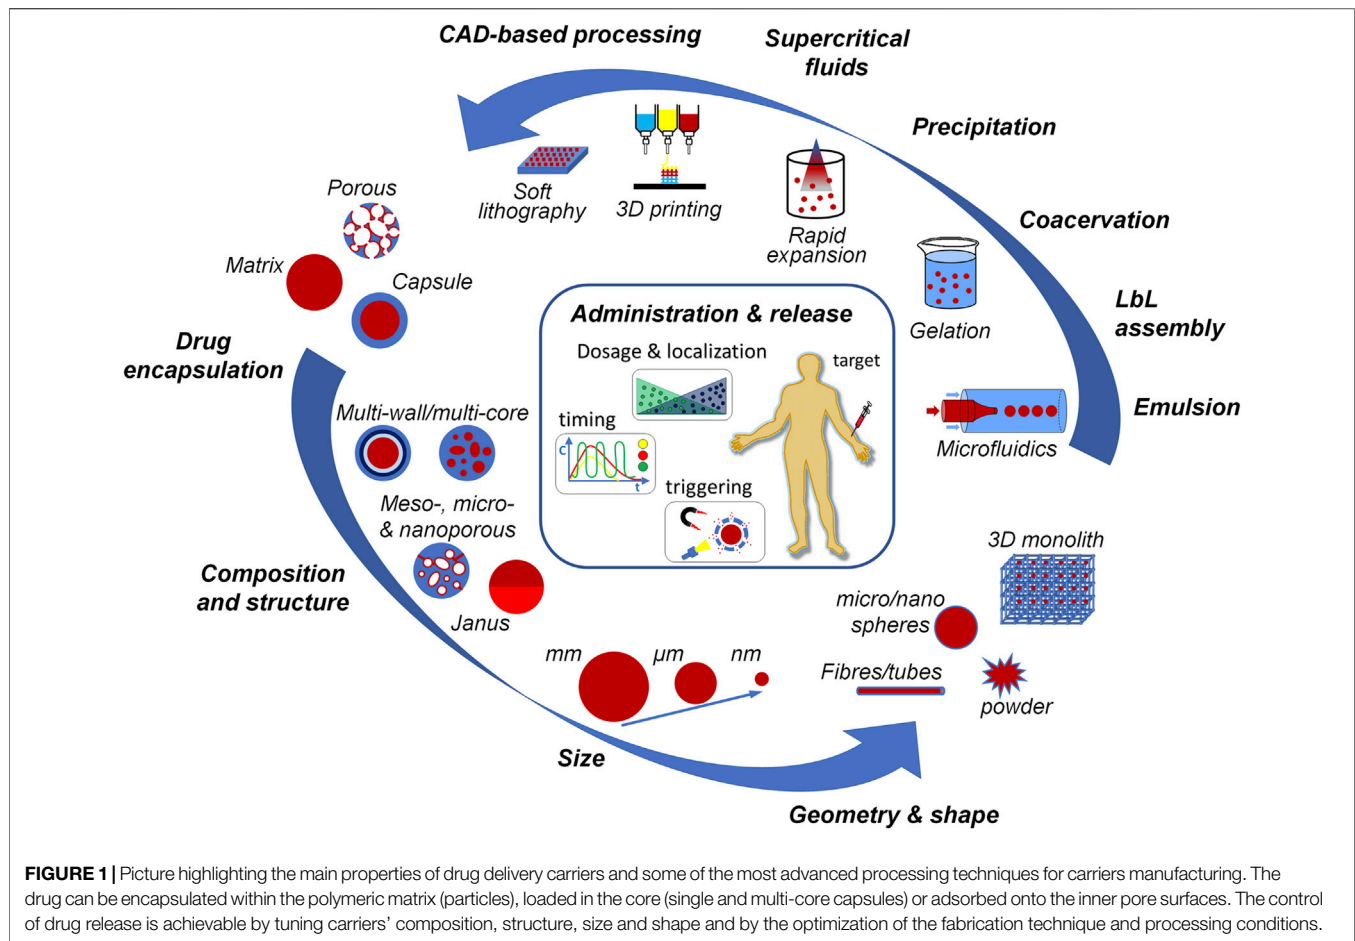 CAD-based processing
Supercritical
fluids
Precipitation
Coacervation
LbL
assembly
Emulsion
Soft
lithography
3D printing
Rapid
expansion
Gelation
Microfluidics
Porous
Matrix
Capsule
Drug
encapsulation
Multi-wall/multi-core
Meso-, micro-
& nanoporous
Janus
Composition
and structure
Administration & release
Dosage & localization
target
timing
C
t
triggering
mm
µm
nm
Size
3D monolith
micro/nano
spheres
Fibres/tubes
powder
Geometry & shape
FIGURE 1 | Picture highlighting the main properties of drug delivery carriers and some of the most advanced processing techniques for carriers manufacturing. The
drug can be encapsulated within the polymeric matrix (particles), loaded in the core (single and multi-core capsules) or adsorbed onto the inner pore surfaces. The control
of drug release is achievable by tuning carriers’ composition, structure, size and shape and by the optimization of the fabrication technique and processing conditions.